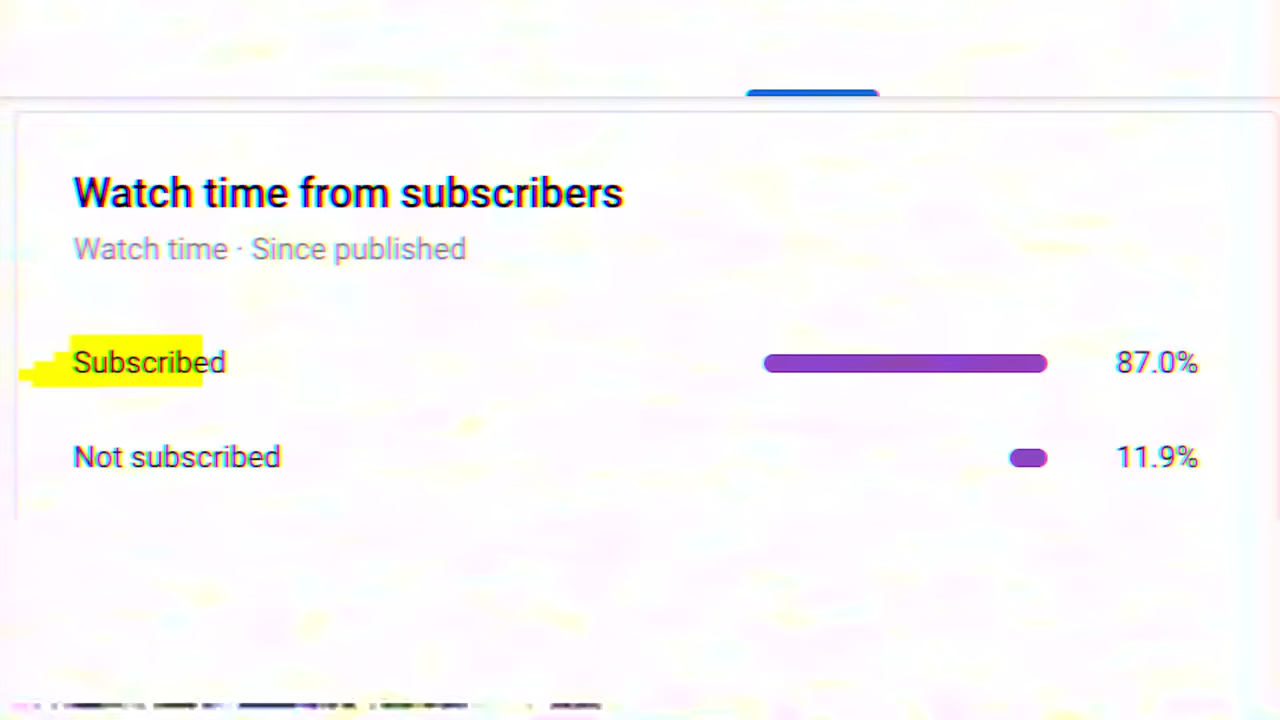 Watch time from subscribers
Watch time · Since published
Subscribed 87.0%
Not subscribed 11.9%